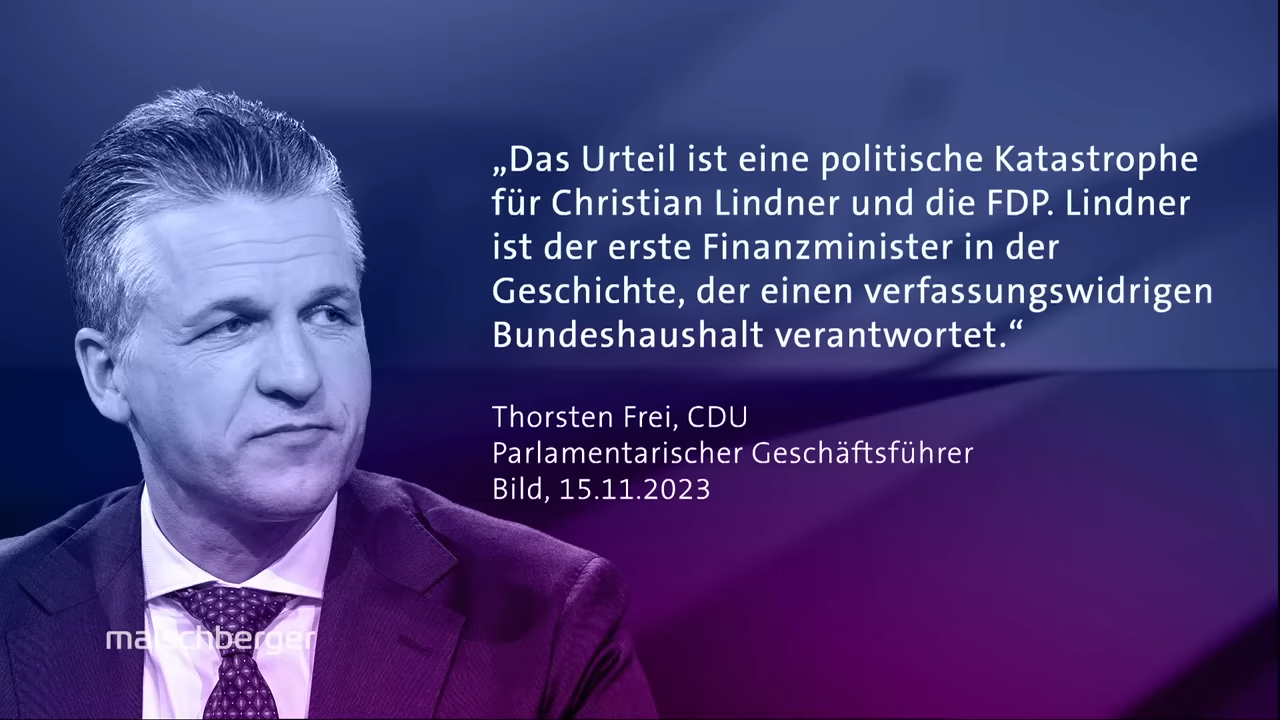 „Das Urteil ist eine politische Katastrophe
für Christian Lindner und die FDP. Lindner
ist der erste Finanzminister in der
Geschichte, der einen verfassungswidrigen
Bundeshaushalt verantwortet.“
Thorsten Frei, CDU
Parlamentarischer Geschäftsführer
Bild, 15.11.2023
maischberger